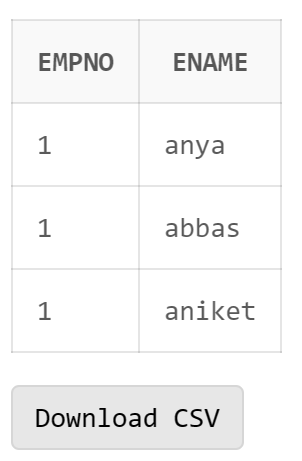 EMPNO ENAME
1 anya
1 abbas
1 aniket
Download CSV